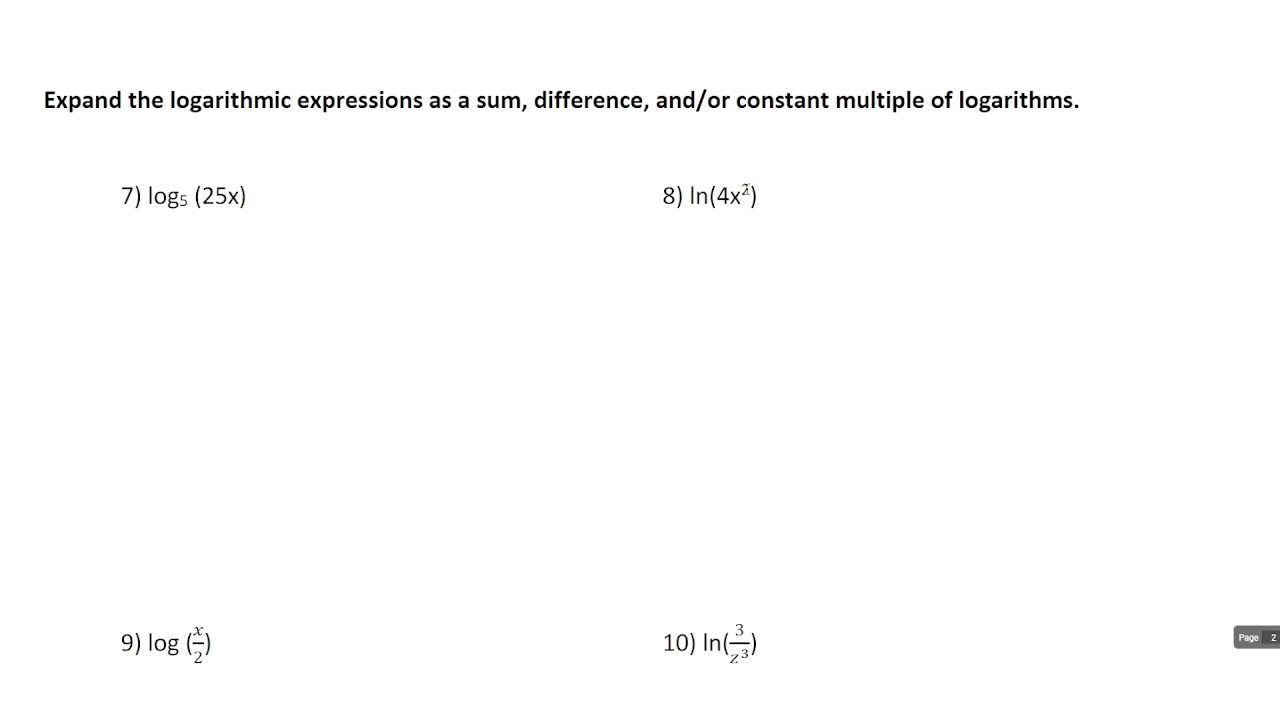 Expand the logarithmic expressions as a sum, difference, and/or constant multiple of logarithms.
7) log₅ (25x)
8) ln(4x²)
9) log (x/2)
10) ln(3/z³)
Page 2